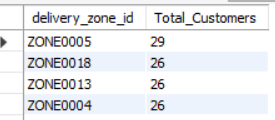 delivery_zone_id Total_Customers
ZONE0005 29
ZONE0018 26
ZONE0013 26
ZONE0004 26